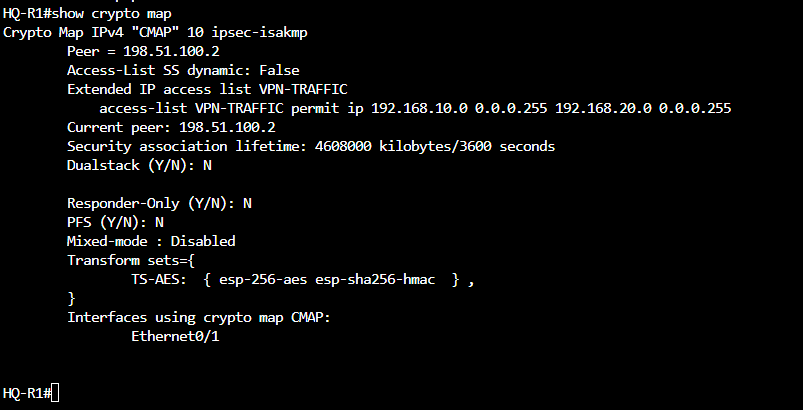 HQ-R1#show crypto map
Crypto Map IPv4 "CMAP" 10 ipsec-isakmp
        Peer = 198.51.100.2
        Access-List SS dynamic: False
        Extended IP access list VPN-TRAFFIC
            access-list VPN-TRAFFIC permit ip 192.168.10.0 0.0.0.255 192.168.20.0 0.0.0.255
        Current peer: 198.51.100.2
        Security association lifetime: 4608000 kilobytes/3600 seconds
        Dualstack (Y/N): N

        Responder-Only (Y/N): N
        PFS (Y/N): N
        Mixed-mode : Disabled
        Transform sets={
                TS-AES:  { esp-256-aes esp-sha256-hmac  } ,
        }
        Interfaces using crypto map CMAP:
                Ethernet0/1

HQ-R1#